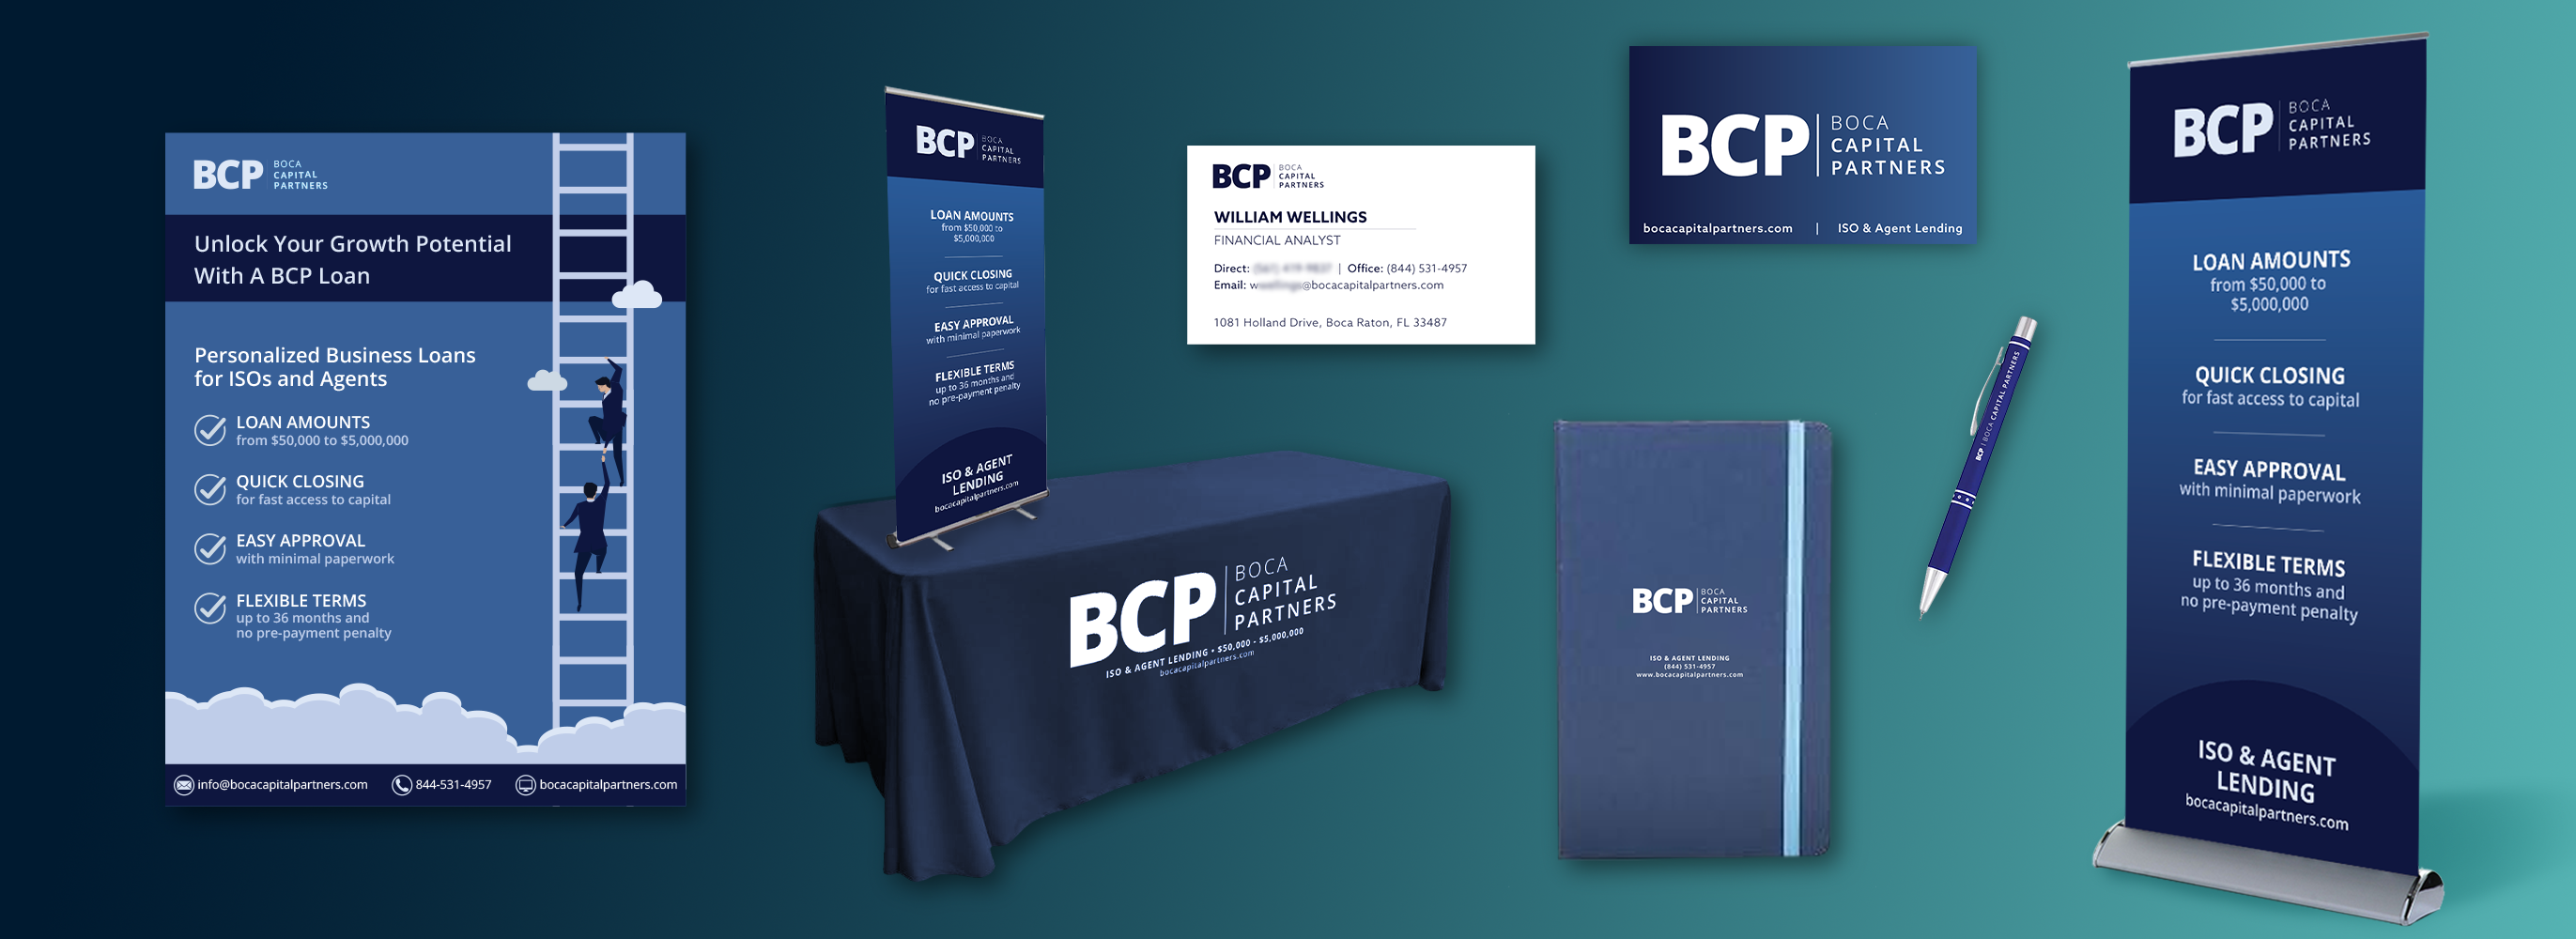 BCP
BOCA
CAPITAL
PARTNERS
Unlock Your Growth Potential
With A BCP Loan
Personalized Business Loans
for ISOs and Agents
LOAN AMOUNTS
from $50,000 to $5,000,000
QUICK CLOSING
for fast access to capital
EASY APPROVAL
with minimal paperwork
FLEXIBLE TERMS
up to 36 months and
no pre-payment penalty
info@bocacapitalpartners.com
844-531-4957
bocacapitalpartners.com
BCP
BOCA
CAPITAL
PARTNERS
LOAN AMOUNTS
from $50,000 to
$5,000,000
QUICK CLOSING
for fast access to capital
EASY APPROVAL
with minimal paperwork
FLEXIBLE TERMS
up to 36 months and
no pre-payment penalty
ISO & AGENT
LENDING
bocacapitalpartners.com
BCP
BOCA
CAPITAL
PARTNERS
ISO & AGENT LENDING • $50,000 - $5,000,000
bocacapitalpartners.com
BCP
BOCA
CAPITAL
PARTNERS
WILLIAM WELLINGS
FINANCIAL ANALYST
Direct: | Office: (844) 531-4957
Email: @bocacapitalpartners.com
1081 Holland Drive, Boca Raton, FL 33487
BCP
BOCA
CAPITAL
PARTNERS
bocacapitalpartners.com | ISO & Agent Lending
BCP
BOCA
CAPITAL
PARTNERS
ISO & AGENT LENDING
(844) 531-4957
www.bocacapitalpartners.com
BCP | BOCA CAPITAL PARTNERS
BCP
BOCA
CAPITAL
PARTNERS
LOAN AMOUNTS
from $50,000 to
$5,000,000
QUICK CLOSING
for fast access to capital
EASY APPROVAL
with minimal paperwork
FLEXIBLE TERMS
up to 36 months and
no pre-payment penalty
ISO & AGENT
LENDING
bocacapitalpartners.com